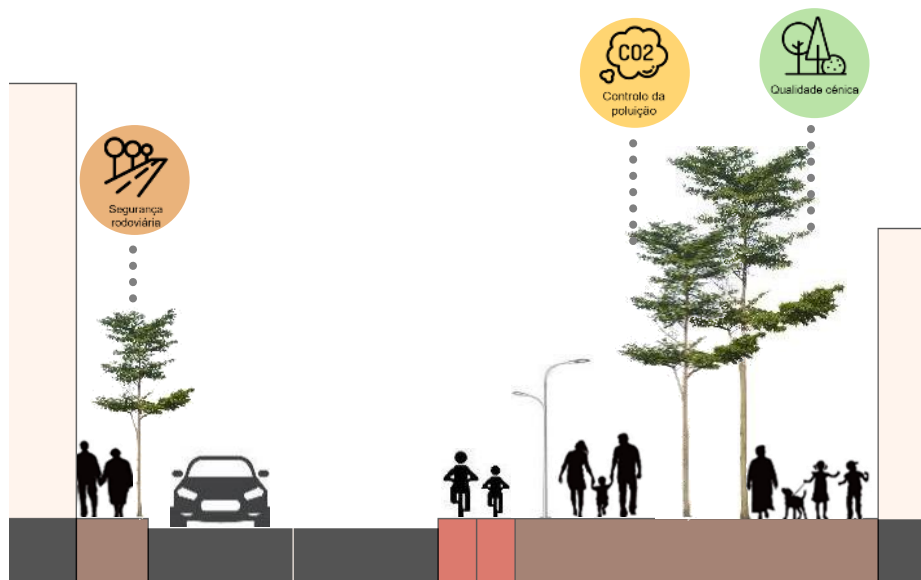 CO2
Controlo da
poluição
Qualidade cénica
Segurança
rodoviária